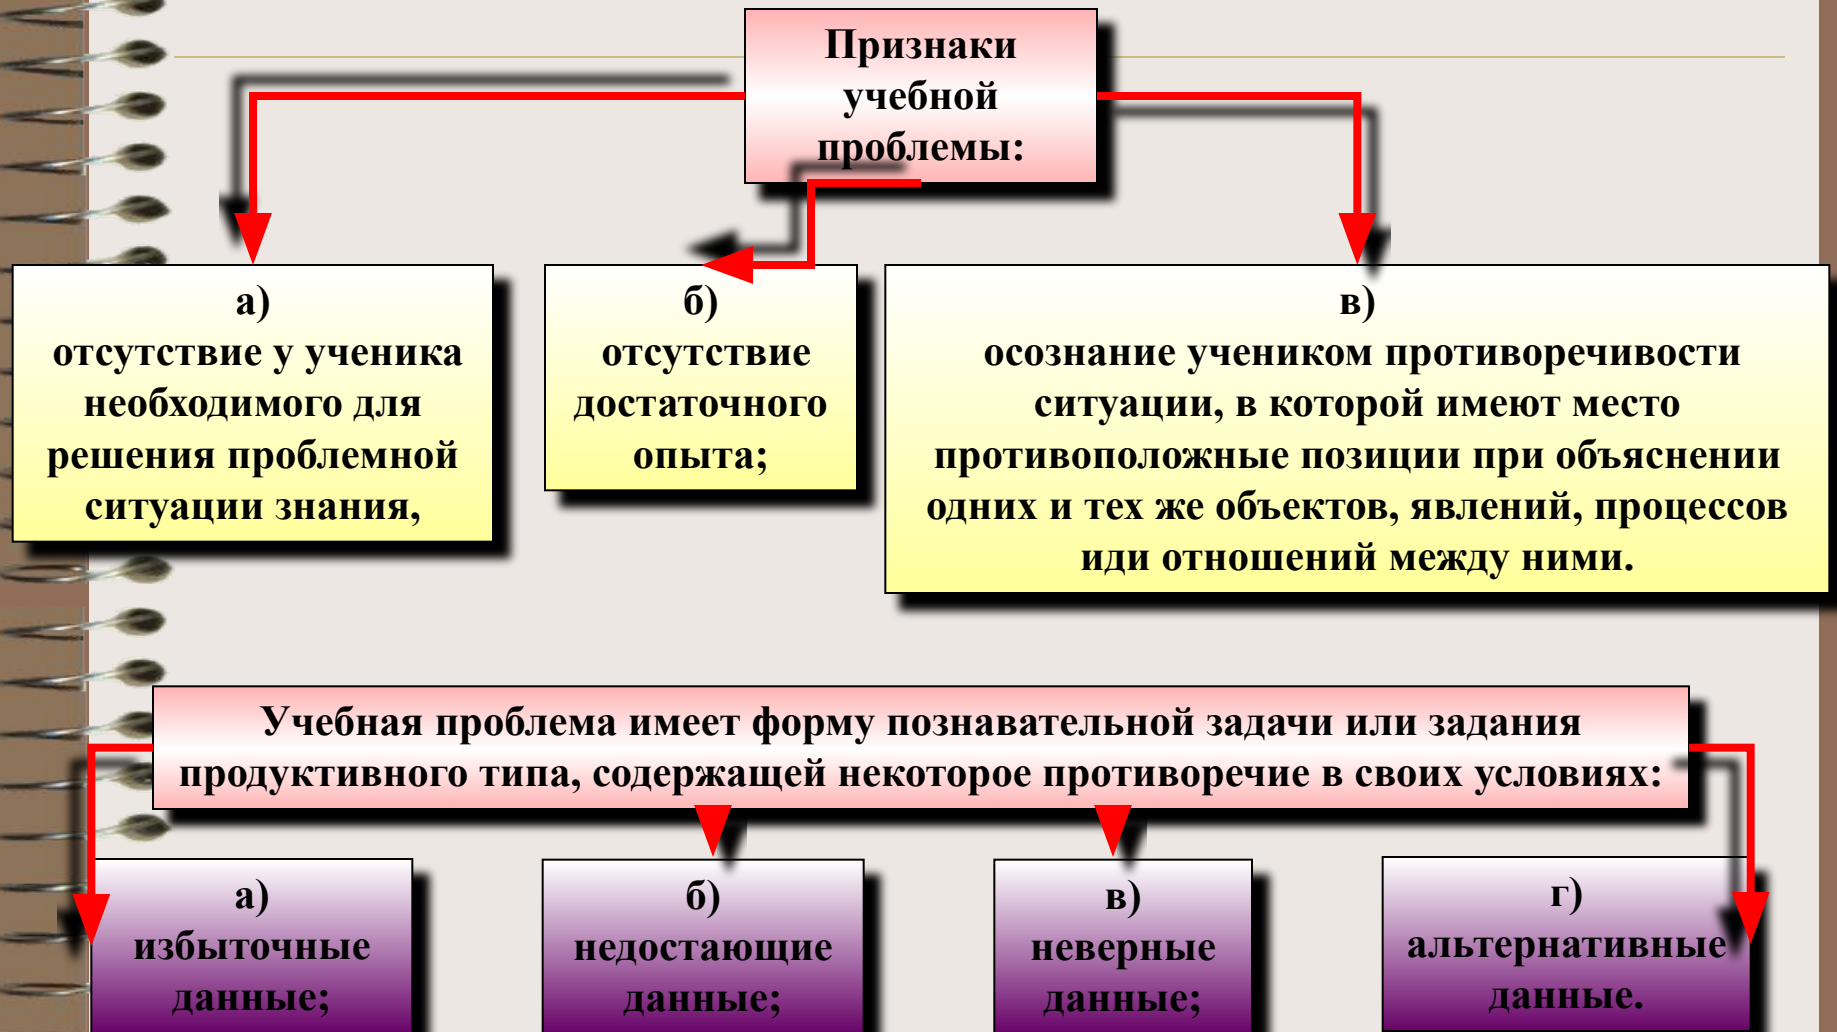 Признаки
учебной
проблемы:
а)
отсутствие у ученика
необходимого для
решения проблемной
ситуации знания,
б)
отсутствие
достаточного
опыта;
в)
осознание учеником противоречивости
ситуации, в которой имеют место
противоположные позиции при объяснении
одних и тех же объектов, явлений, процессов
иди отношений между ними.
Учебная проблема имеет форму познавательной задачи или задания
продуктивного типа, содержащей некоторое противоречие в своих условиях:
а)
избыточные
данные;
б)
недостающие
данные;
в)
неверные
данные;
г)
альтернативные
данные.